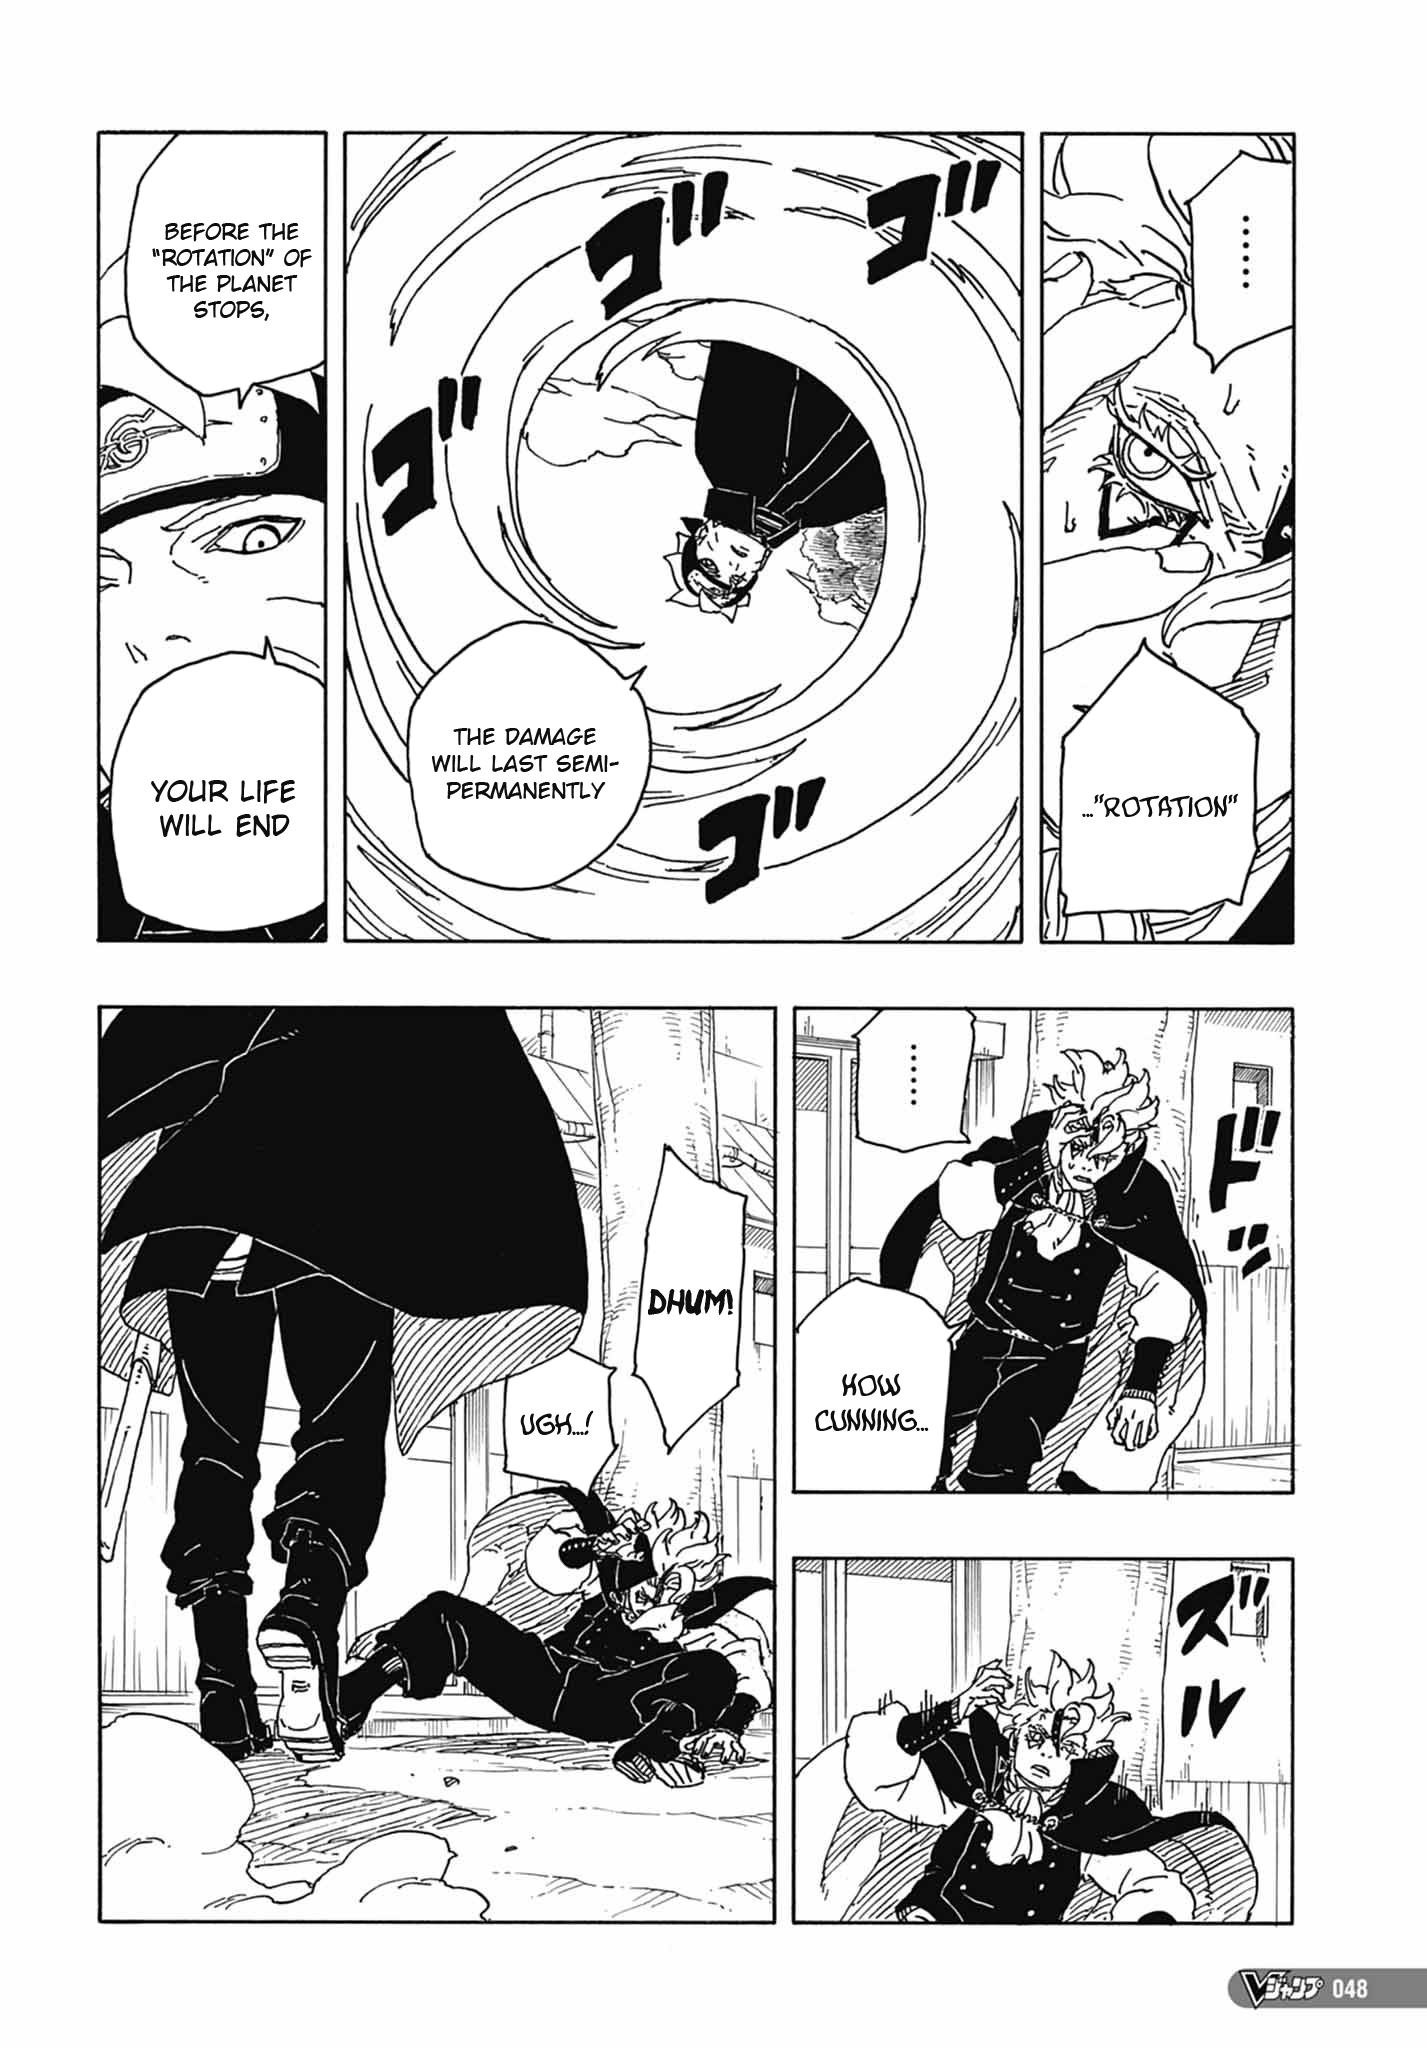 ………
..."ROTATION"
ゴ"
ゴ"
ゴ"
ゴ"
THE DAMAGE
WILL LAST SEMI-
PERMANENTLY
BEFORE THE
"ROTATION" OF
THE PLANET
STOPS,
YOUR LIFE
WILL END
………
ドッ
HOW
CUNNING...
ズル
DHUM!
UGH...!
Vジャンプ 048